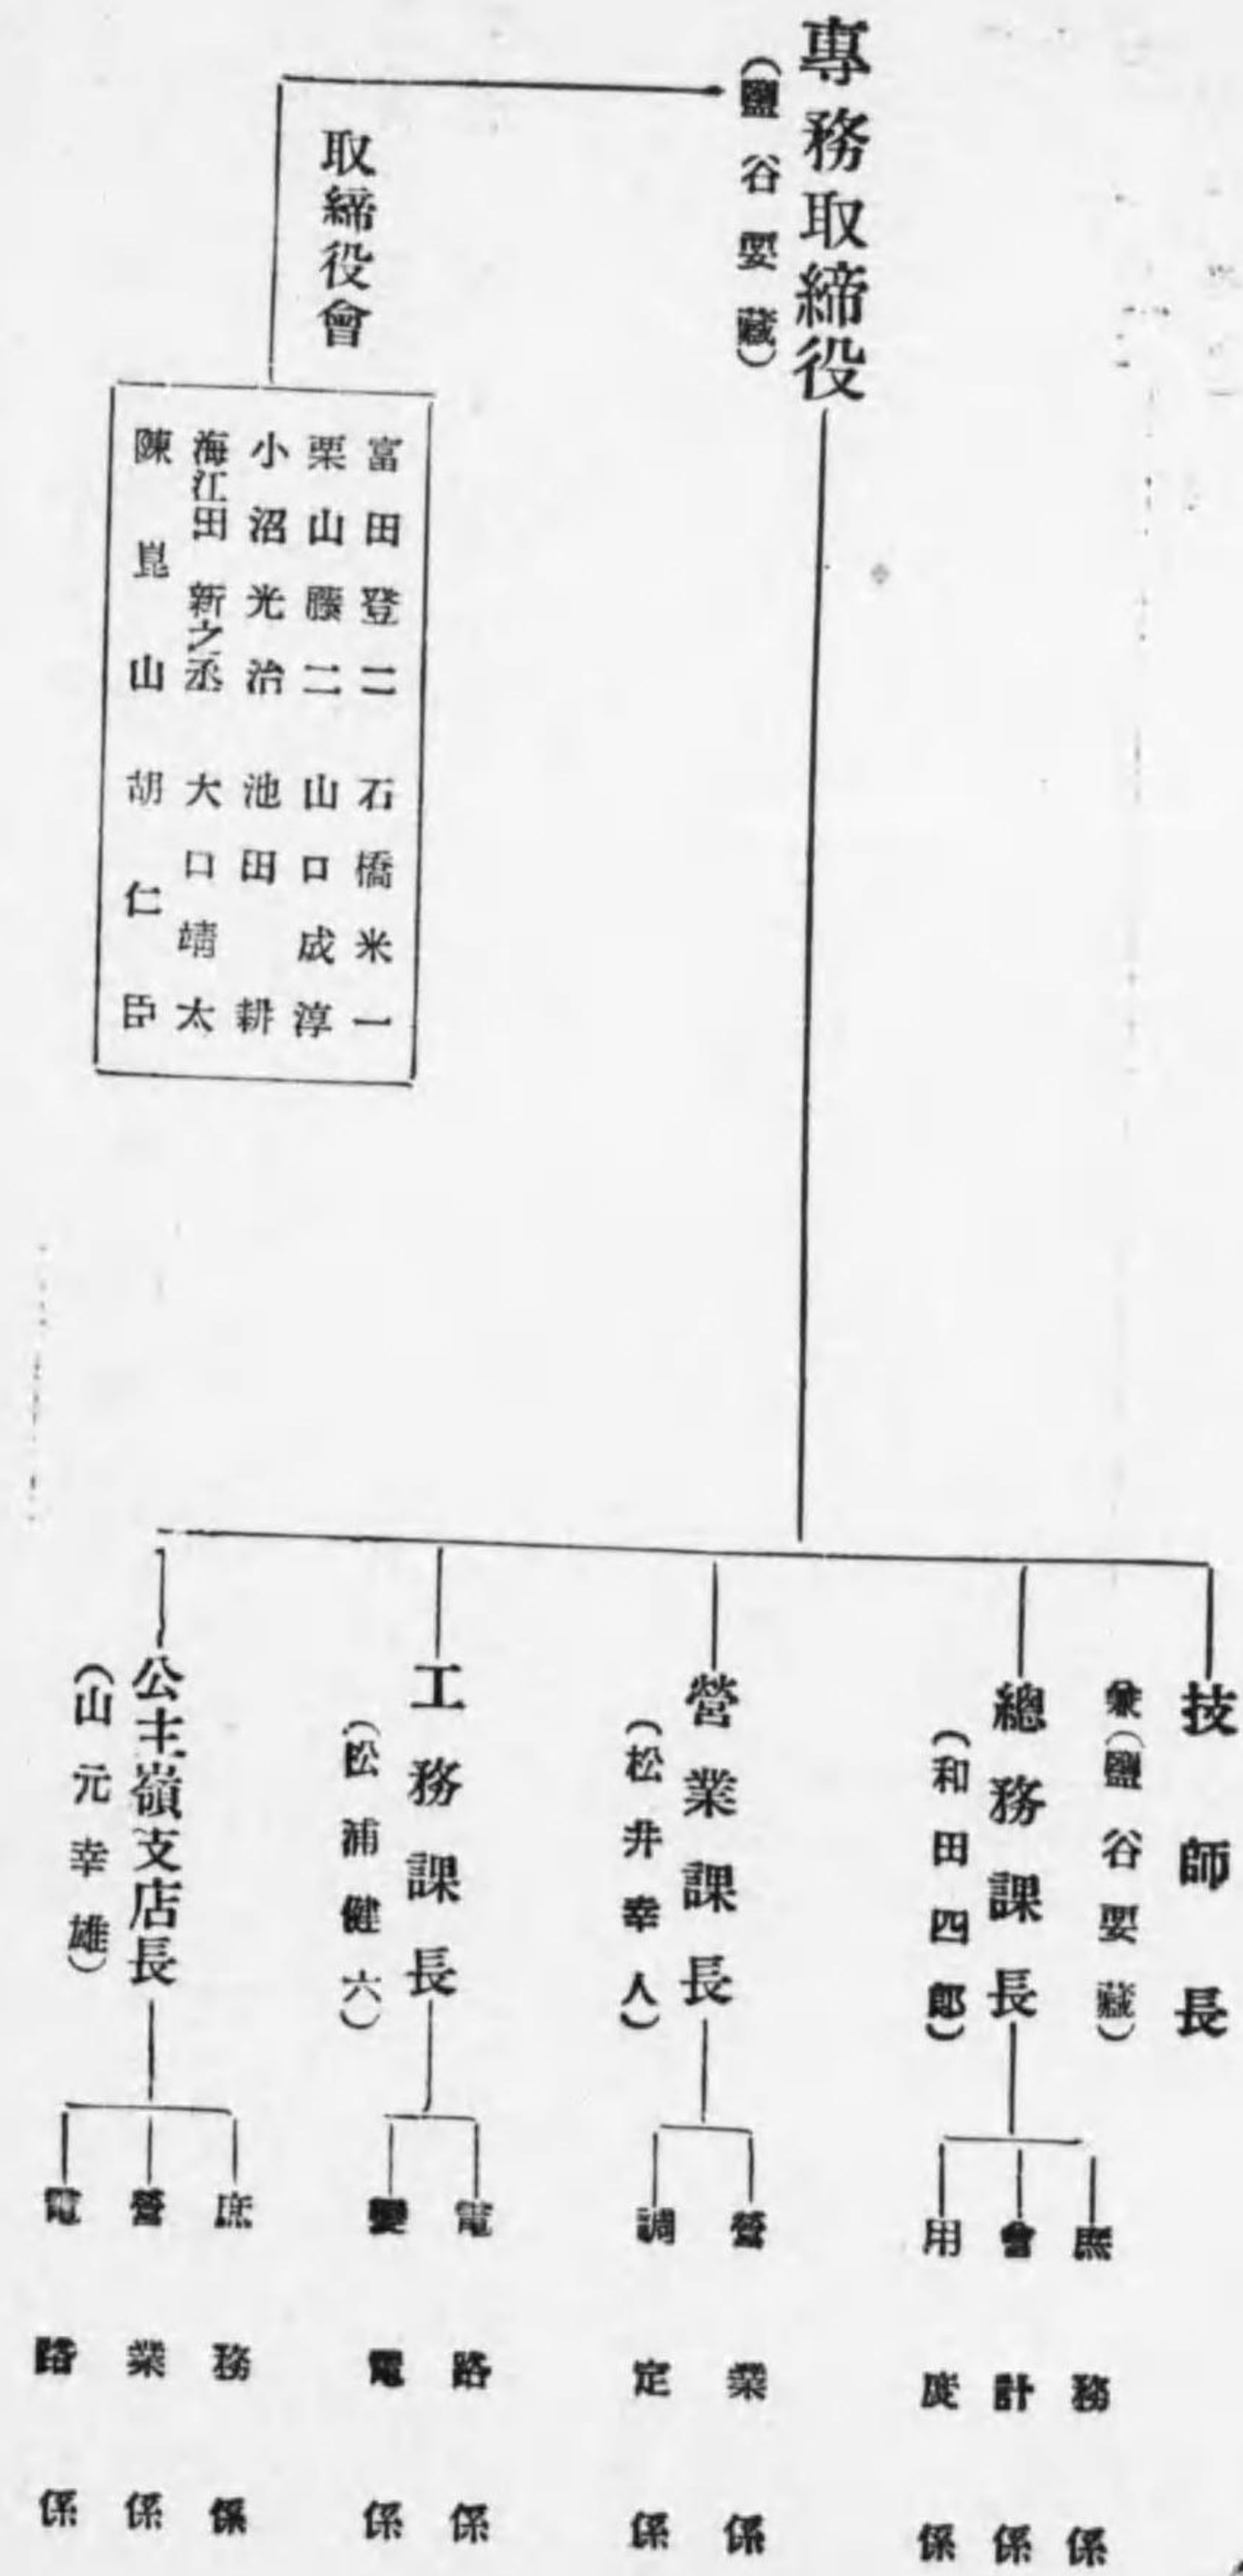 專務取締役
(鹽谷要藏)
取締役會
富田登二 石橋米一
栗山藤二 山口成淳
小沼光治 池田耕
海江田新之丞 大口靖太
陳崑山 胡仁臣
技師長
兼(鹽谷要藏)
總務課長
(和田四郎)
庶務係
會計係
用度係
營業課長
(松井幸人)
營業係
調定係
工務課長
(松浦健六)
電路係
變電係
公主嶺支店長
(山元幸雄)
庶務係
營業係
電路係